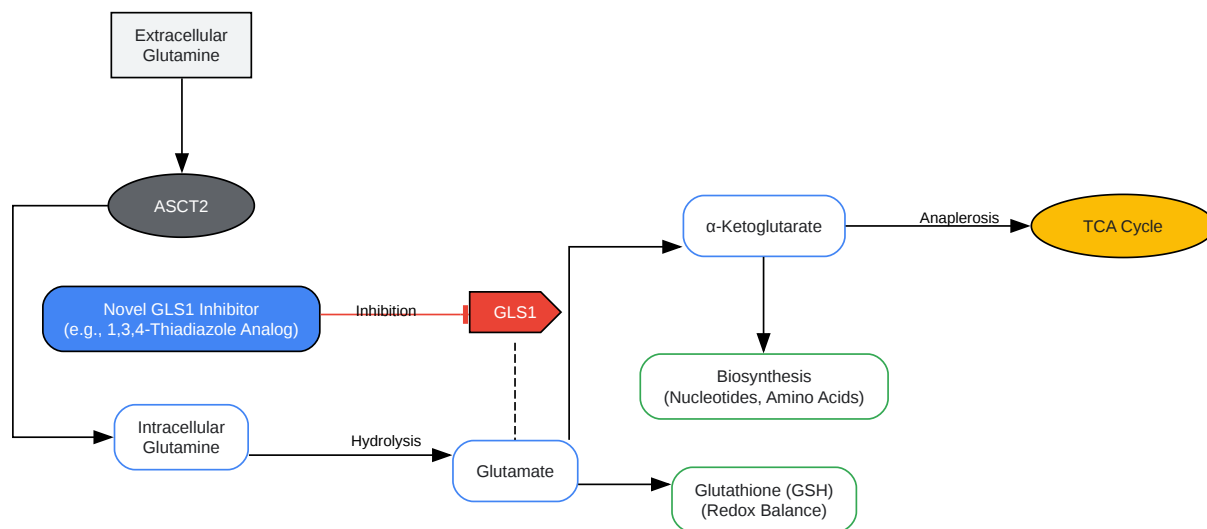 Extracellular
Glutamine
ASCT2
α-Ketoglutarate
Anaplerosis
TCA Cycle
Novel GLS1 Inhibitor
(e.g., 1,3,4-Thiadiazole Analog)
Inhibition
GLS1
Biosynthesis
(Nucleotides, Amino Acids)
Intracellular
Glutamine
Hydrolysis
Glutamate
Glutathione (GSH)
(Redox Balance)